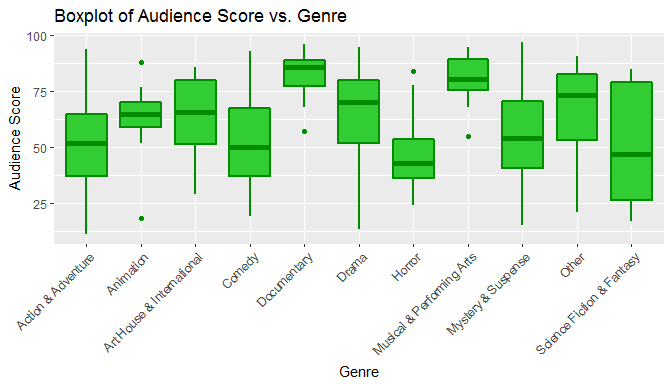 Boxplot of Audience Score vs. Genre
Audience Score
100
75
50
25
Action & Adventure
Animation
Art House & International
Comedy
Documentary
Drama
Horror
Musical & Performing Arts
Mystery & Suspense
Other
Science Fiction & Fantasy
Genre